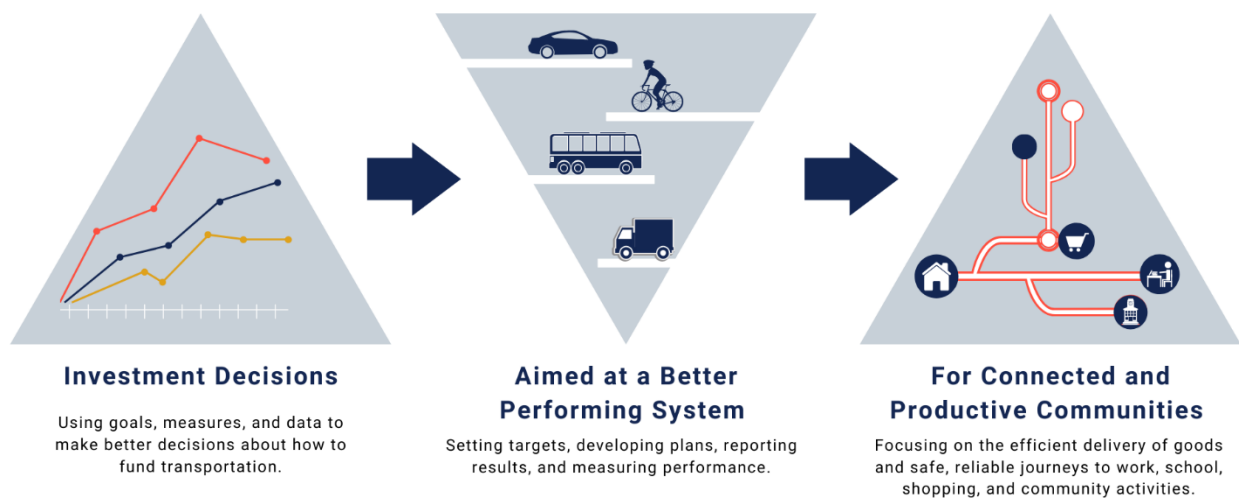 Investment Decisions
Using goals, measures, and data to
make better decisions about how to
fund transportation.
Aimed at a Better
Performing System
Setting targets, developing plans, reporting
results, and measuring performance.
For Connected and
Productive Communities
Focusing on the efficient delivery of goods
and safe, reliable journeys to work, school,
shopping, and community activities.